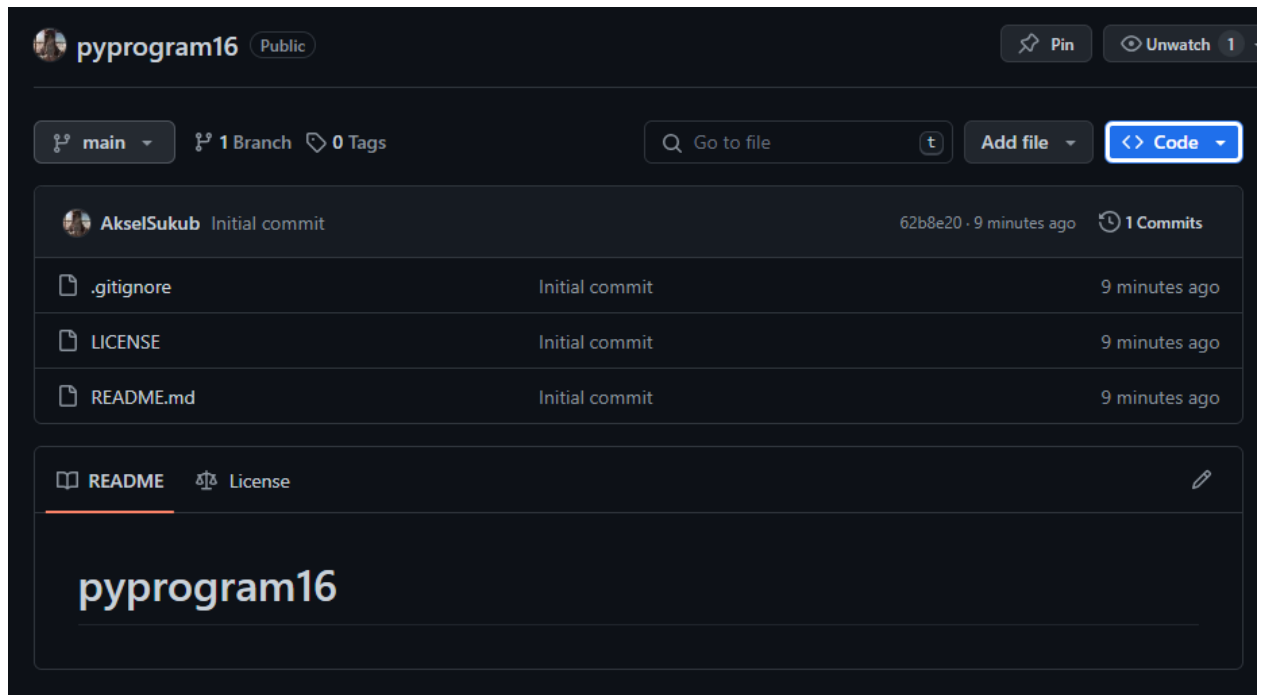 pyprogram16 Public Pin Unwatch 1
main 1 Branch 0 Tags Go to file t Add file <> Code
AkselSukub Initial commit 62b8e20 · 9 minutes ago 1 Commits
.gitignore Initial commit 9 minutes ago
LICENSE Initial commit 9 minutes ago
README.md Initial commit 9 minutes ago
README License
pyprogram16